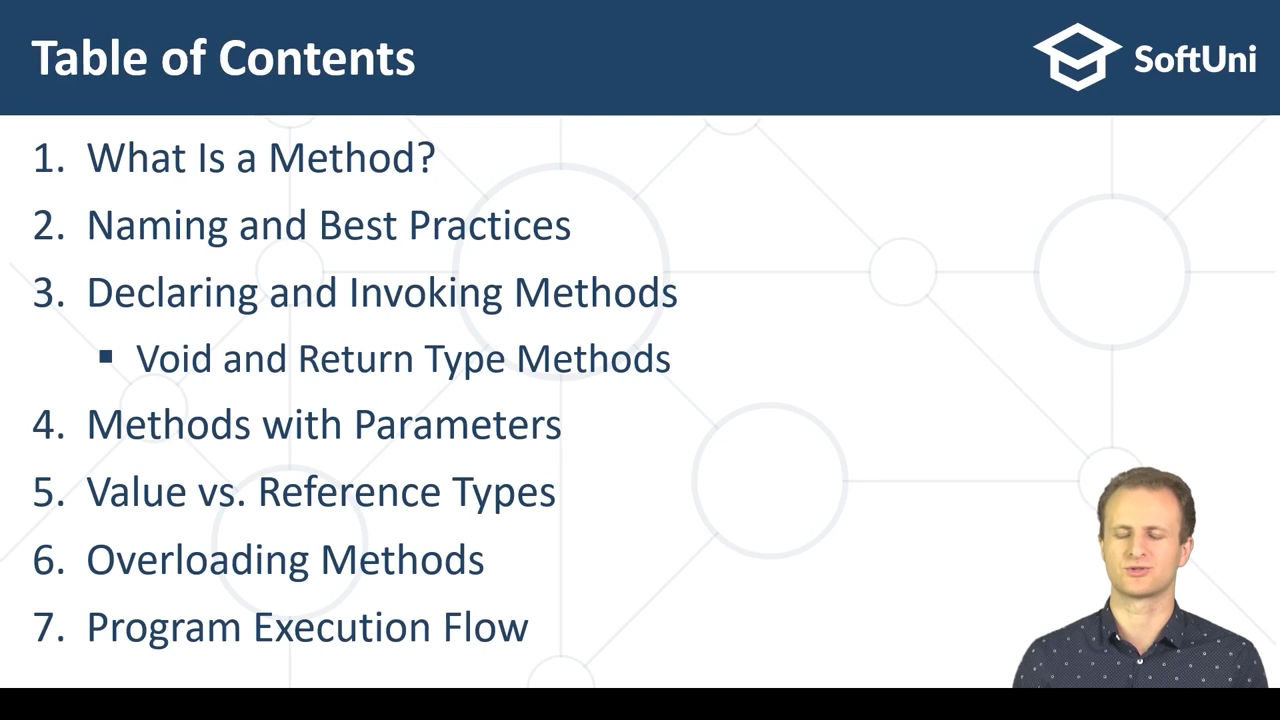 Table of Contents
SoftUni
1. What Is a Method?
2. Naming and Best Practices
3. Declaring and Invoking Methods
▪ Void and Return Type Methods
4. Methods with Parameters
5. Value vs. Reference Types
6. Overloading Methods
7. Program Execution Flow